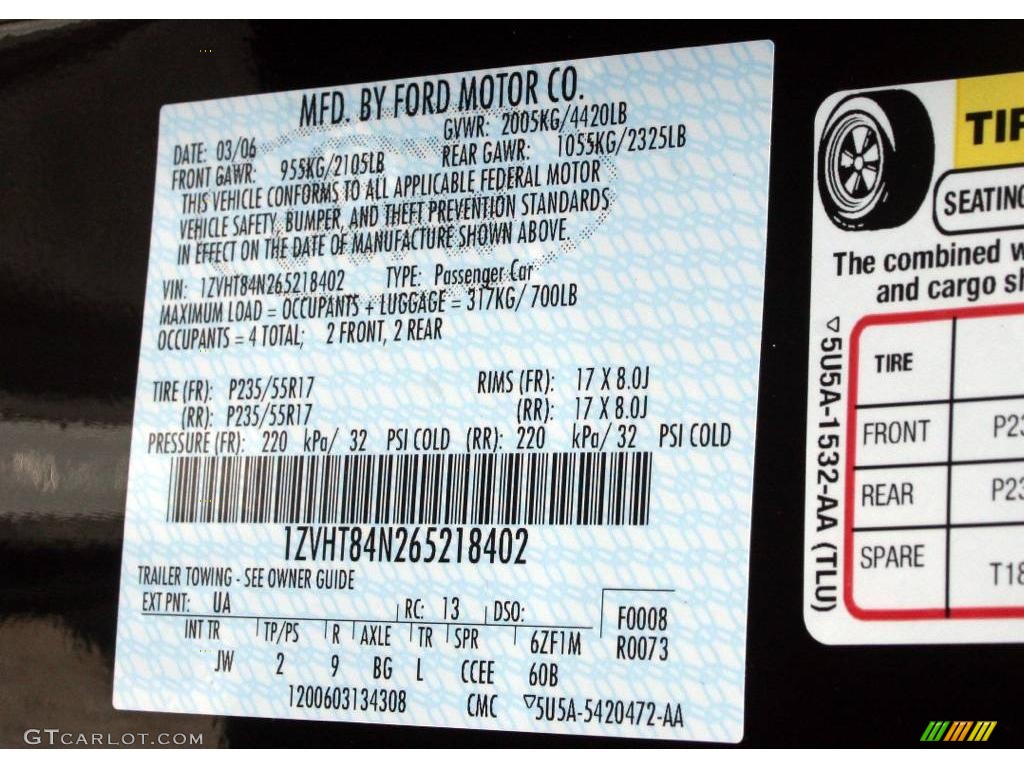 MFD. BY FORD MOTOR CO.
DATE: 03/06 GVWR: 2005KG/4420LB
FRONT GAWR: 955KG/2105LB REAR GAWR: 1055KG/2325LB
THIS VEHICLE CONFORMS TO ALL APPLICABLE FEDERAL MOTOR
VEHICLE SAFETY, BUMPER, AND THEFT PREVENTION STANDARDS
IN EFFECT ON THE DATE OF MANUFACTURE SHOWN ABOVE.
VIN: 1ZVHT84N265218402 TYPE: Passenger Car
MAXIMUM LOAD = OCCUPANTS + LUGGAGE = 317KG/ 700LB
OCCUPANTS = 4 TOTAL; 2 FRONT, 2 REAR
TIRE (FR): P235/55R17 RIMS (FR): 17 X 8.0J
(RR): P235/55R17 (RR): 17 X 8.0J
PRESSURE (FR): 220 kPa/ 32 PSI COLD (RR): 220 kPa/ 32 PSI COLD
1ZVHT84N265218402
TRAILER TOWING - SEE OWNER GUIDE
EXT PNT: UA RC: 13 DSO: F0008
INT TR TP/PS R AXLE TR SPR 6ZF1M R0073
JW 2 9 BG L CCEE 60B
1200603134308 CMC ▽5U5A-5420472-AA
TIR
SEATING
The combined w
and cargo sh
▽5U5A-1532-AA (TLU)
TIRE
FRONT P23
REAR P23
SPARE T18
GTCARLOT.COM